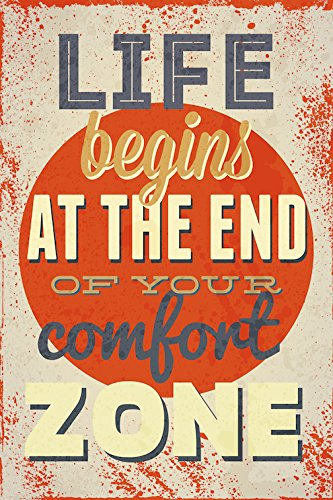 LIFE
begins
AT THE END
OF YOUR
comfort
ZONE